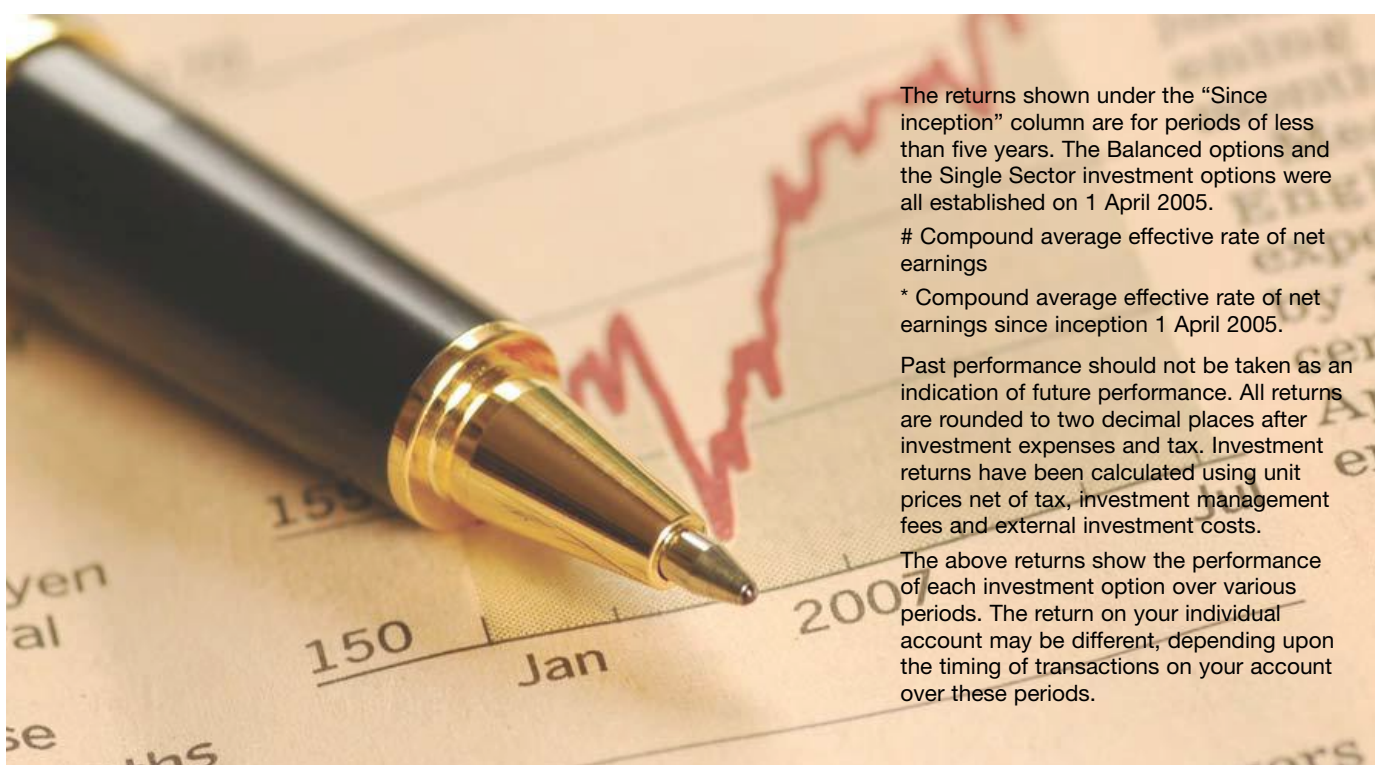 The returns shown under the “Since
inception” column are for periods of less
than five years. The Balanced options and
the Single Sector investment options were
all established on 1 April 2005.
# Compound average effective rate of net
earnings
* Compound average effective rate of net
earnings since inception 1 April 2005.
Past performance should not be taken as an
indication of future performance. All returns
are rounded to two decimal places after
investment expenses and tax. Investment
returns have been calculated using unit
prices net of tax, investment management
fees and external investment costs.
The above returns show the performance
of each investment option over various
periods. The return on your individual
account may be different, depending upon
the timing of transactions on your account
over these periods.
155
150
Jan
2007
Jul
yen
al
se
ths